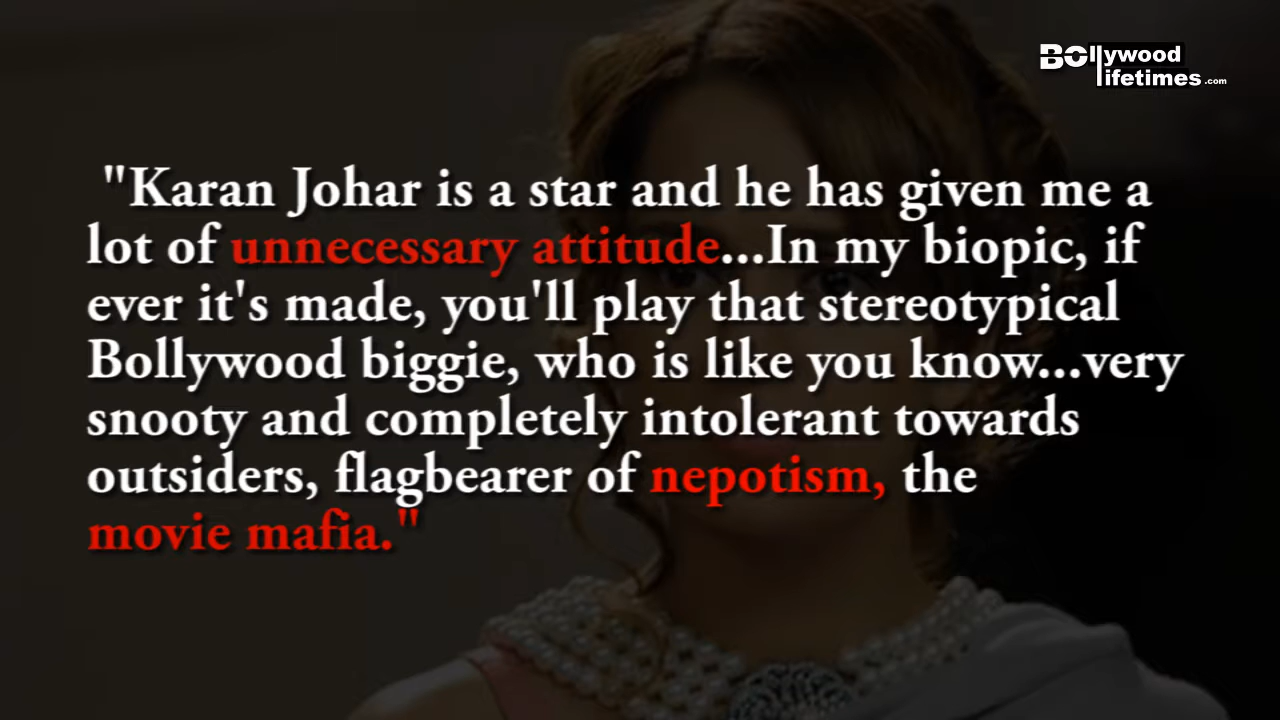 BOllywood
lifetimes.com
"Karan Johar is a star and he has given me a
lot of unnecessary attitude...In my biopic, if
ever it's made, you'll play that stereotypical
Bollywood biggie, who is like you know...very
snooty and completely intolerant towards
outsiders, flagbearer of nepotism, the
movie mafia."